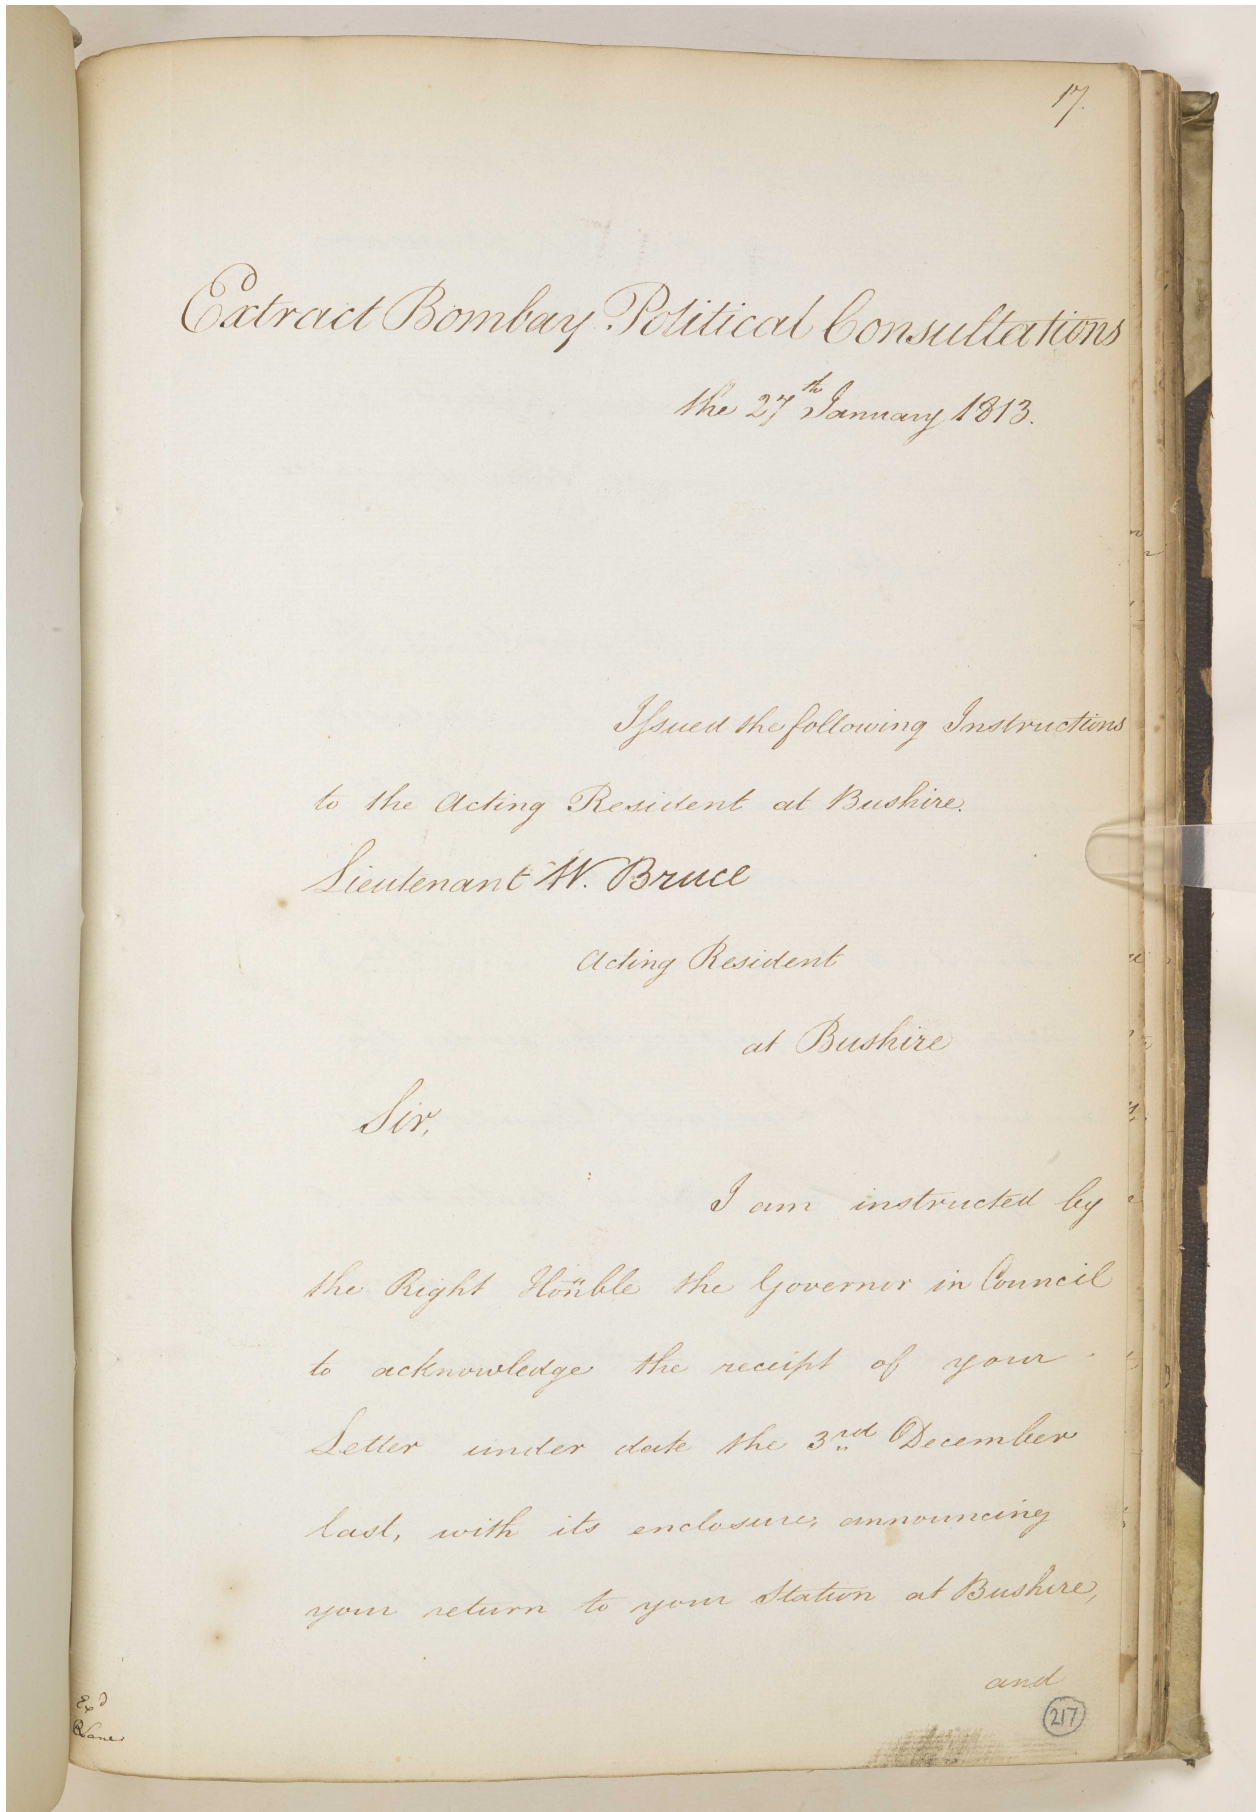 17.
Extract Bombay Political Consultations
the 27th January 1813.
Issued the following Instructions
to the Acting Resident at Bushire.
Lieutenant W. Bruce
Acting Resident
at Bushire
Sir,
I am instructed by
the Right Honble the Governor in Council
to acknowledge the receipt of your
Letter under date the 3rd December
last, with its enclosure, announcing
your return to your Station at Bushire,
and
Exd
217